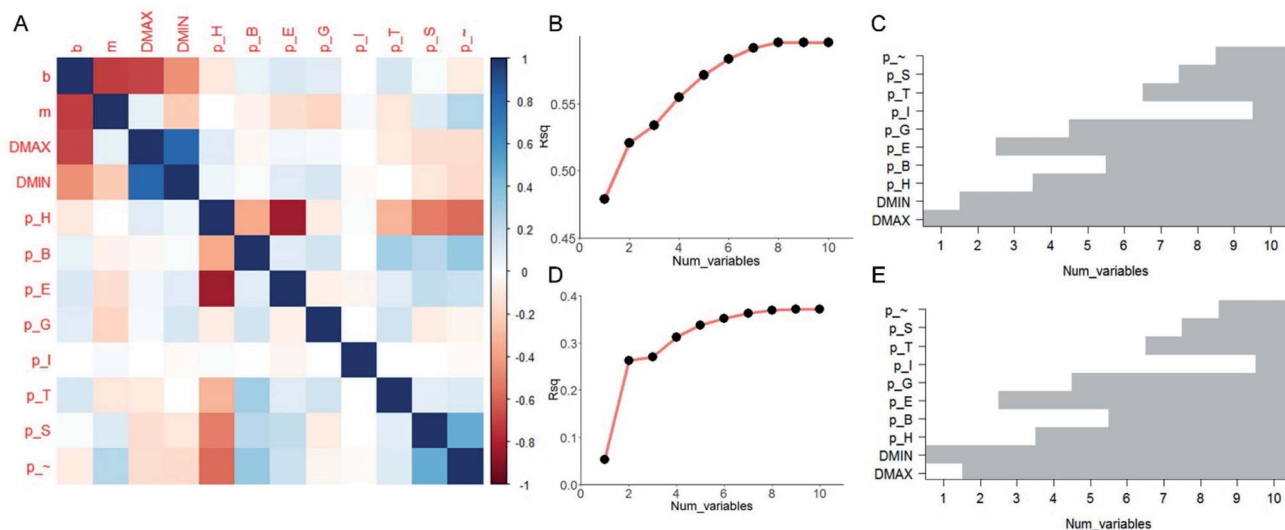 A
b m DMAX DMIN p_H p_B p_E p_G p_I p_T p_S p_~
b
m
DMAX
DMIN
p_H
p_B
p_E
p_G
p_I
p_T
p_S
p_~
1
0.8
0.6
0.4
0.2
0
-0.2
-0.4
-0.6
-0.8
-1
B
Rsq
0.55
0.50
0.45
0 2 4 6 8 10
Num_variables
C
p_~
p_S
p_T
p_I
p_G
p_E
p_B
p_H
DMIN
DMAX
1 2 3 4 5 6 7 8 9 10
Num_variables
D
Rsq
0.4
0.3
0.2
0.1
0.0
0 2 4 6 8 10
Num_variables
E
p_~
p_S
p_T
p_I
p_G
p_E
p_B
p_H
DMIN
DMAX
1 2 3 4 5 6 7 8 9 10
Num_variables